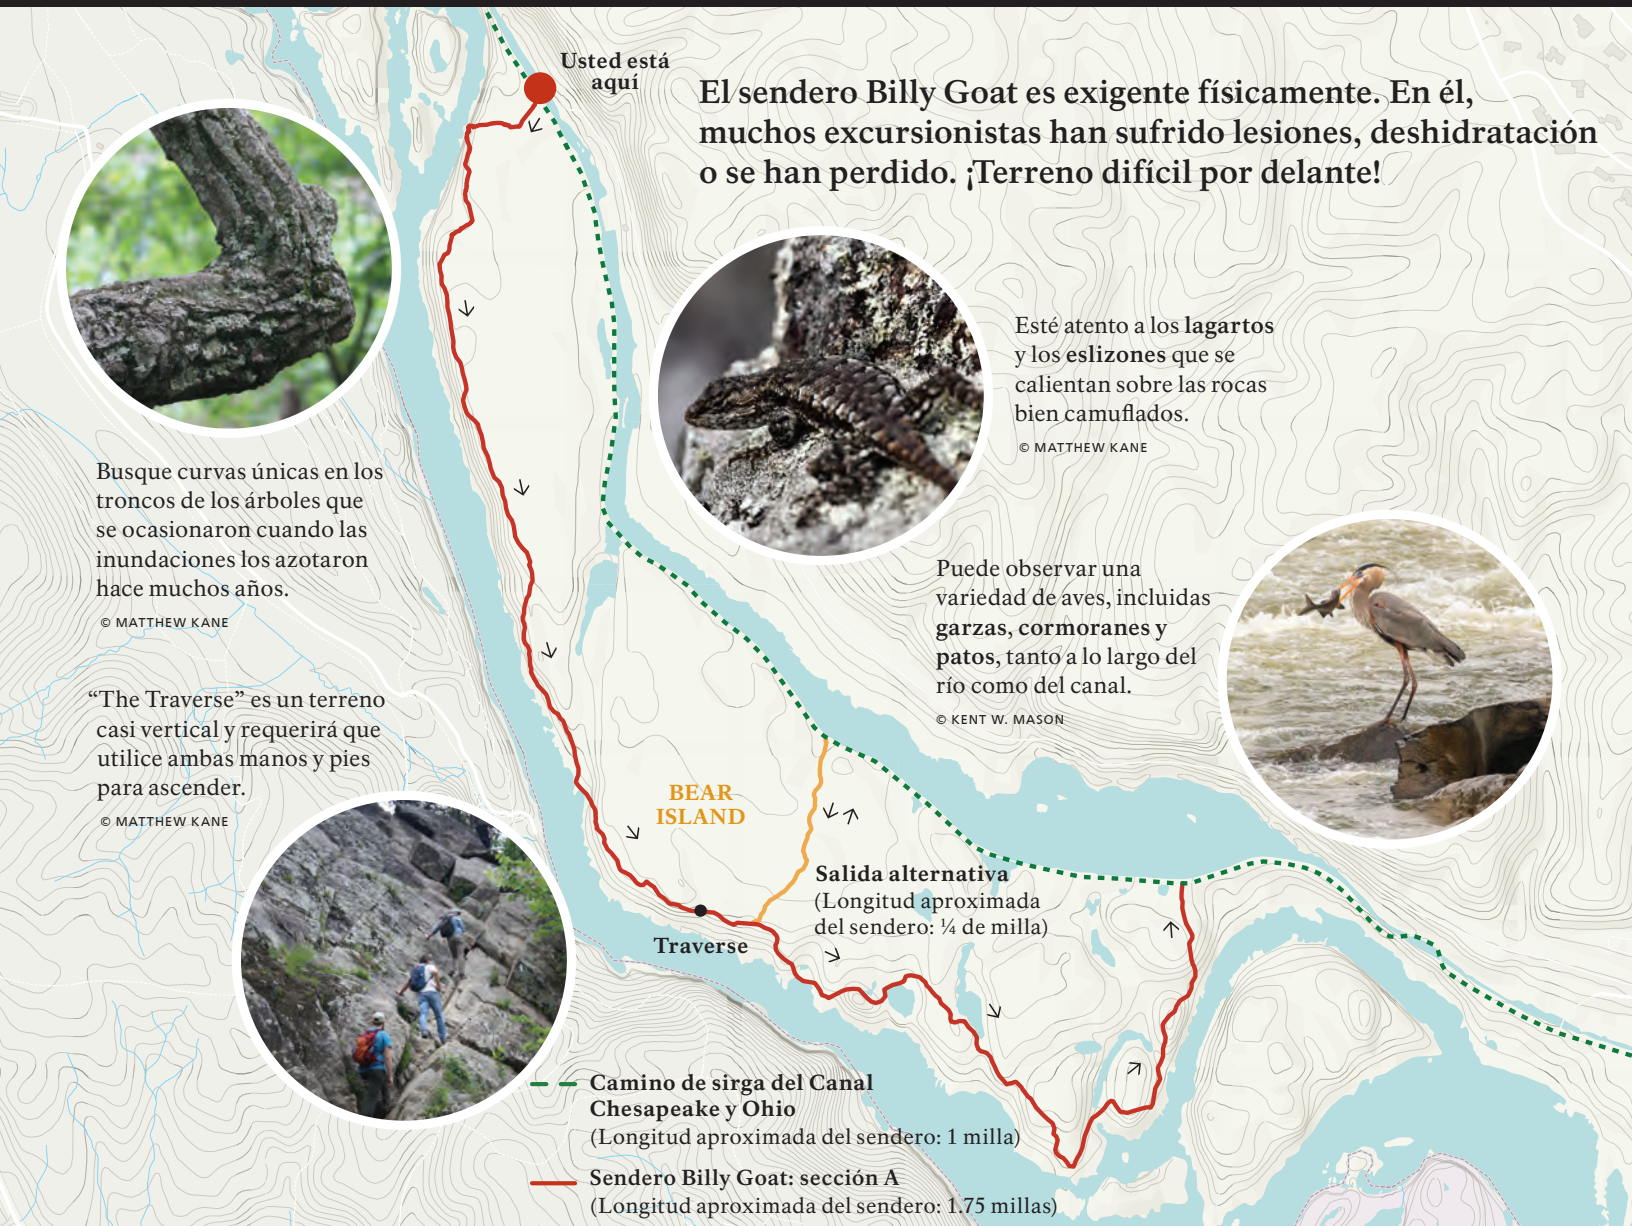 Usted está
aquí
El sendero Billy Goat es exigente físicamente. En él,
muchos excursionistas han sufrido lesiones, deshidratación
o se han perdido. ¡Terreno difícil por delante!
Esté atento a los lagartos
y los eslizones que se
calientan sobre las rocas
bien camuflados.
© MATTHEW KANE
Busque curvas únicas en los
troncos de los árboles que
se ocasionaron cuando las
inundaciones los azotaron
hace muchos años.
© MATTHEW KANE
Puede observar una
variedad de aves, incluidas
garzas, cormoranes y
patos, tanto a lo largo del
río como del canal.
© KENT W. MASON
“The Traverse” es un terreno
casi vertical y requerirá que
utilice ambas manos y pies
para ascender.
© MATTHEW KANE
BEAR
ISLAND
Salida alternativa
(Longitud aproximada
del sendero: ¼ de milla)
Traverse
Camino de sirga del Canal
Chesapeake y Ohio
(Longitud aproximada del sendero: 1 milla)
Sendero Billy Goat: sección A
(Longitud aproximada del sendero: 1.75 millas)